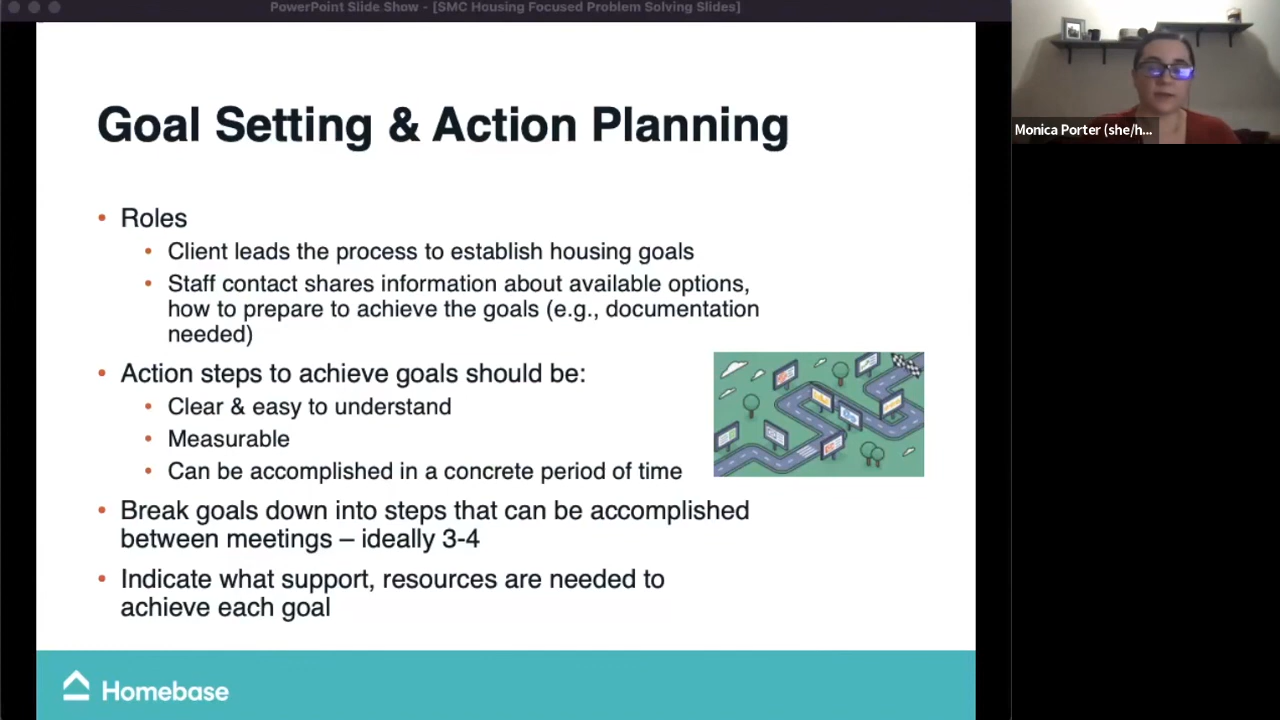 PowerPoint Slide Show - [SMC Housing Focused Problem Solving Slides]
Monica Porter (she/h...
Goal Setting & Action Planning
• Roles
• Client leads the process to establish housing goals
• Staff contact shares information about available options,
how to prepare to achieve the goals (e.g., documentation
needed)
• Action steps to achieve goals should be:
• Clear & easy to understand
• Measurable
• Can be accomplished in a concrete period of time
• Break goals down into steps that can be accomplished
between meetings – ideally 3-4
• Indicate what support, resources are needed to
achieve each goal
Homebase